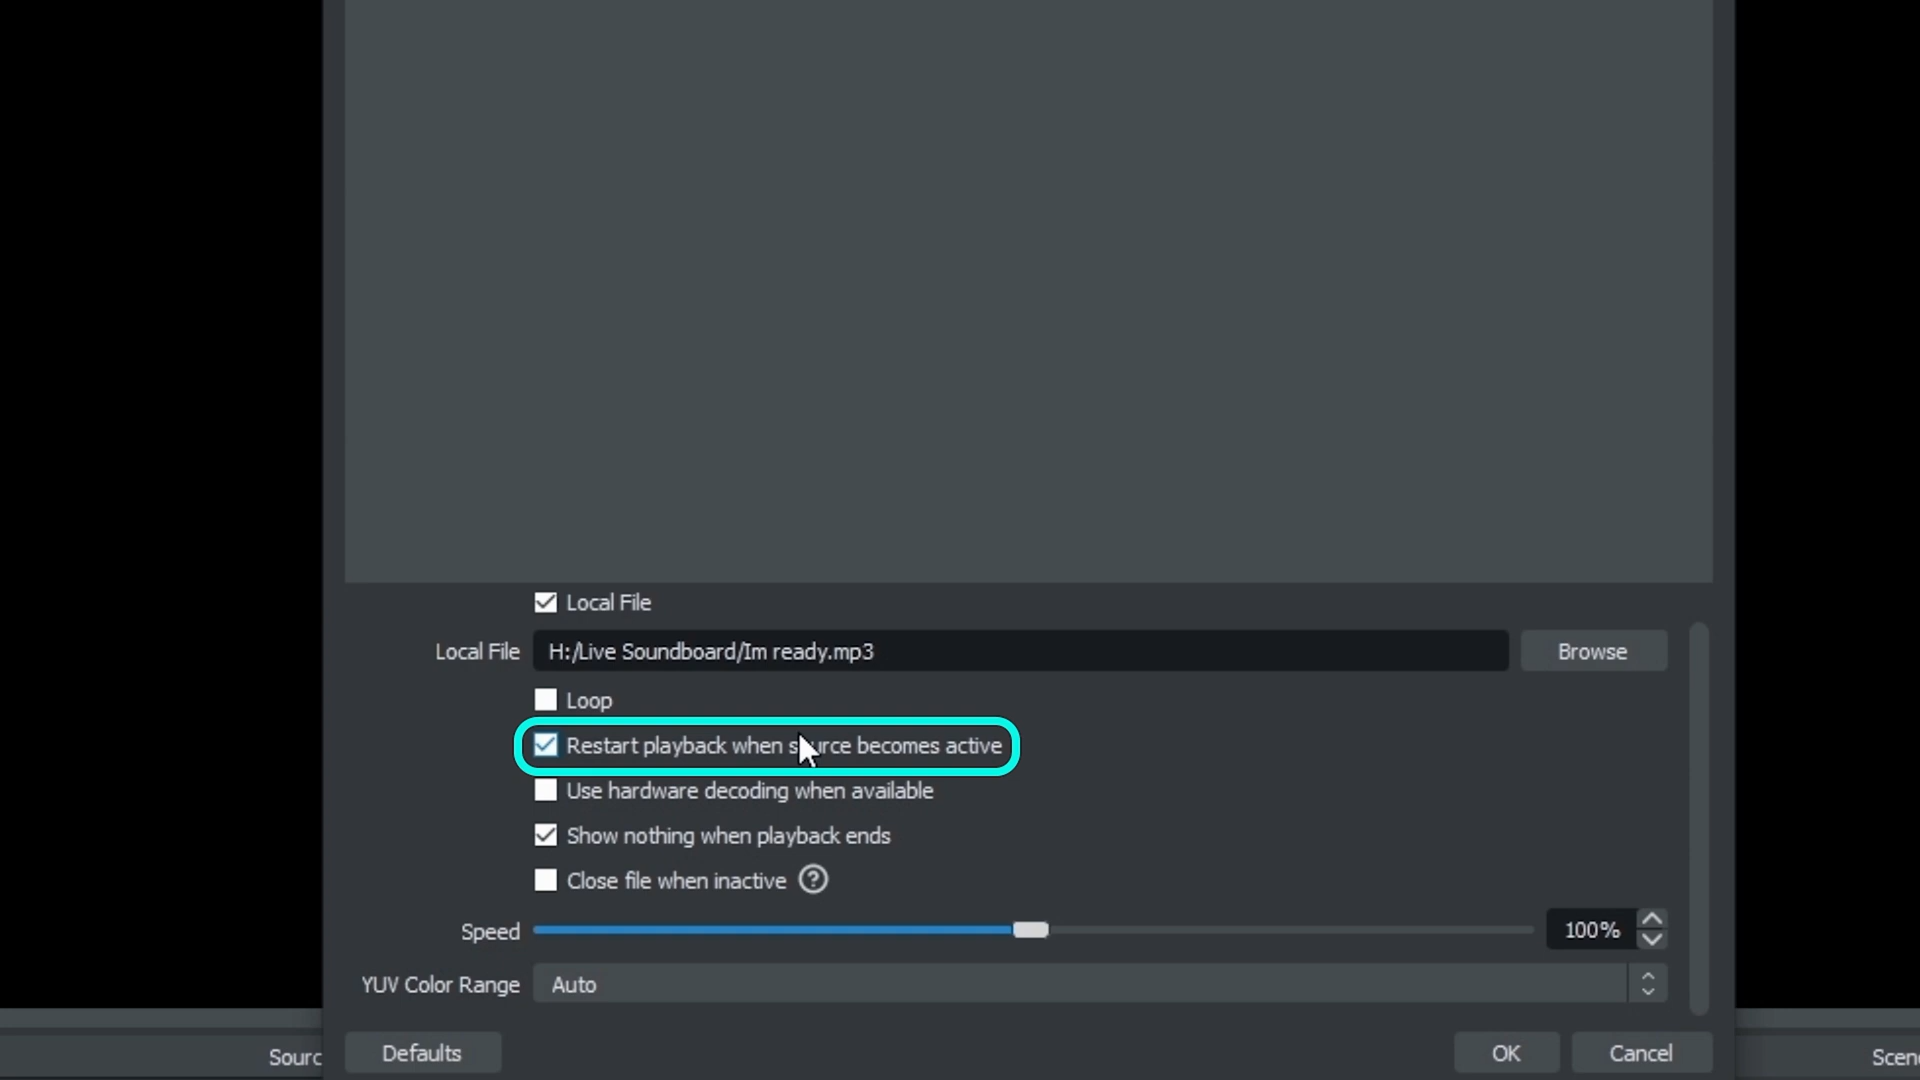 Local File
Local File H:/Live Soundboard/Im ready.mp3 Browse
Loop
Restart playback when source becomes active
Use hardware decoding when available
Show nothing when playback ends
Close file when inactive ?
Speed 100%
YUV Color Range Auto
Sourc Defaults OK Cancel Scen